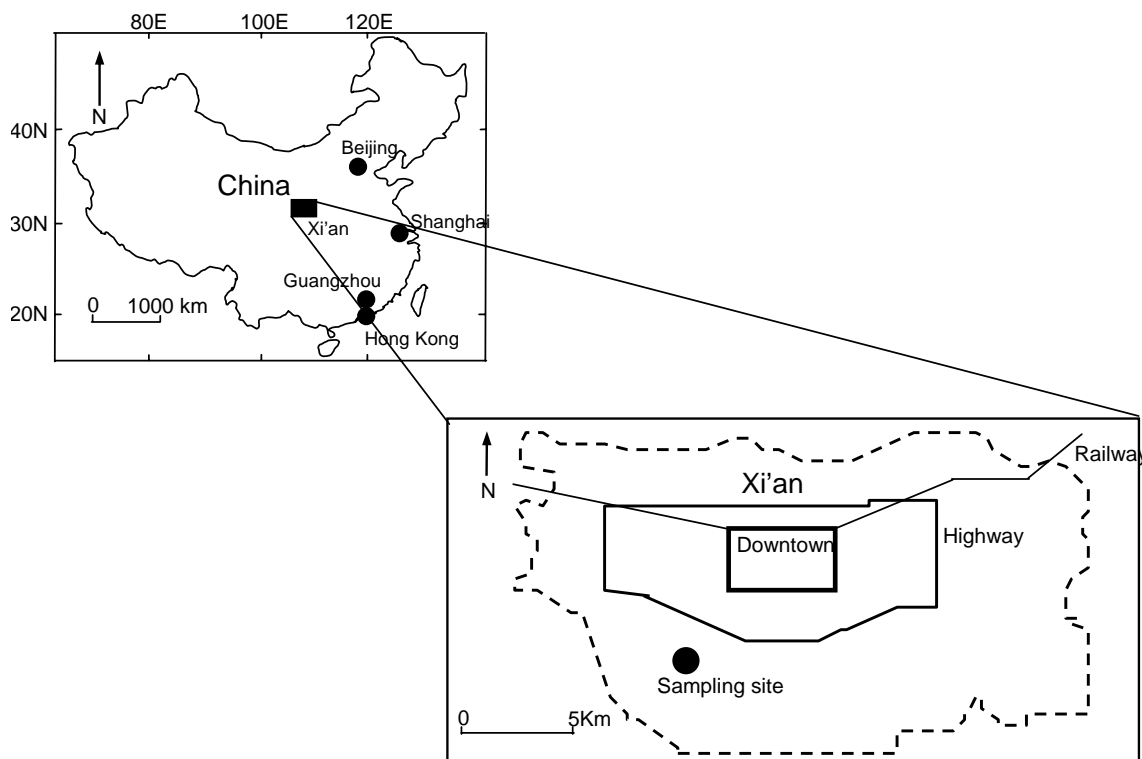 80E 100E 120E
N
40N
Beijing
China
30N
Xi'an
Shanghai
Guangzhou
0 1000 km
20N
Hong Kong
N
Railway
Xi'an
Downtown
Highway
Sampling site
0 5Km